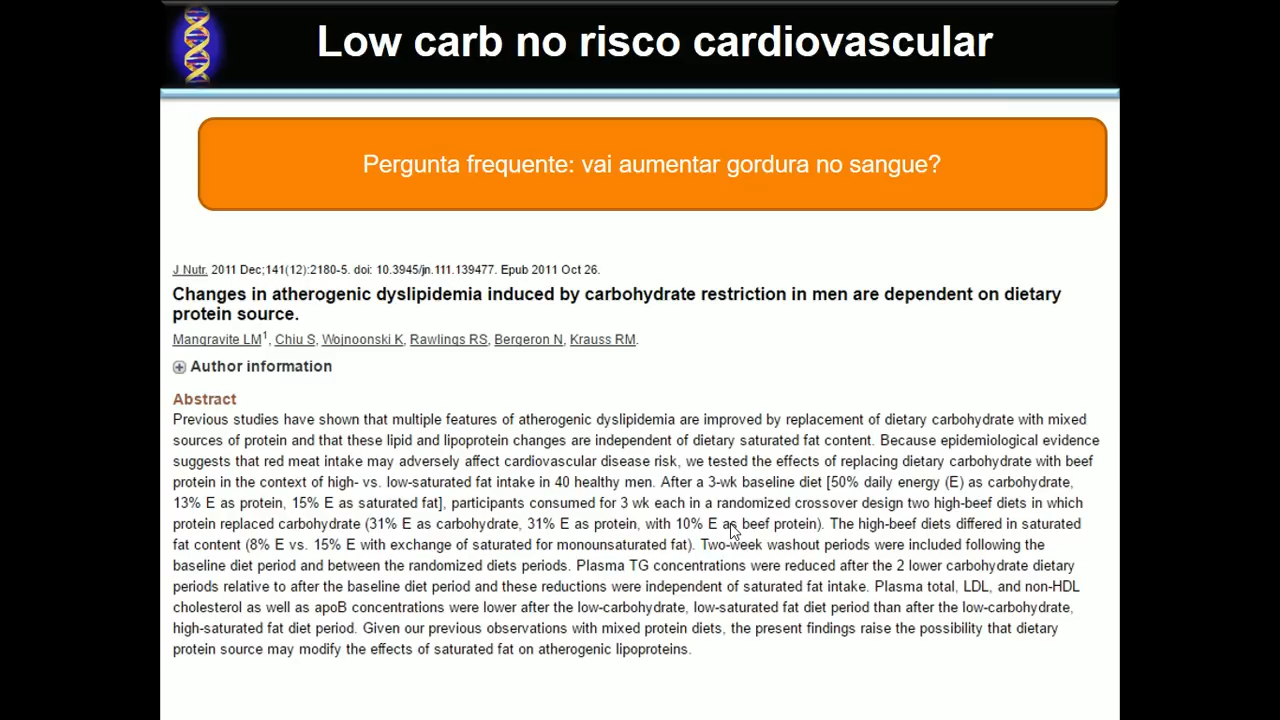 Low carb no risco cardiovascular
Pergunta frequente: vai aumentar gordura no sangue?
J Nutr. 2011 Dec;141(12):2180-5. doi: 10.3945/jn.111.139477. Epub 2011 Oct 26.
Changes in atherogenic dyslipidemia induced by carbohydrate restriction in men are dependent on dietary
protein source.
Mangravite LM1, Chiu S, Wojnoonski K, Rawlings RS, Bergeron N, Krauss RM.
Author information
Abstract
Previous studies have shown that multiple features of atherogenic dyslipidemia are improved by replacement of dietary carbohydrate with mixed
sources of protein and that these lipid and lipoprotein changes are independent of dietary saturated fat content. Because epidemiological evidence
suggests that red meat intake may adversely affect cardiovascular disease risk, we tested the effects of replacing dietary carbohydrate with beef
protein in the context of high- vs. low-saturated fat intake in 40 healthy men. After a 3-wk baseline diet [50% daily energy (E) as carbohydrate,
13% E as protein, 15% E as saturated fat], participants consumed for 3 wk each in a randomized crossover design two high-beef diets in which
protein replaced carbohydrate (31% E as carbohydrate, 31% E as protein, with 10% E as beef protein). The high-beef diets differed in saturated
fat content (8% E vs. 15% E with exchange of saturated for monounsaturated fat). Two-week washout periods were included following the
baseline diet period and between the randomized diets periods. Plasma TG concentrations were reduced after the 2 lower carbohydrate dietary
periods relative to after the baseline diet period and these reductions were independent of saturated fat intake. Plasma total, LDL, and non-HDL
cholesterol as well as apoB concentrations were lower after the low-carbohydrate, low-saturated fat diet period than after the low-carbohydrate,
high-saturated fat diet period. Given our previous observations with mixed protein diets, the present findings raise the possibility that dietary
protein source may modify the effects of saturated fat on atherogenic lipoproteins.